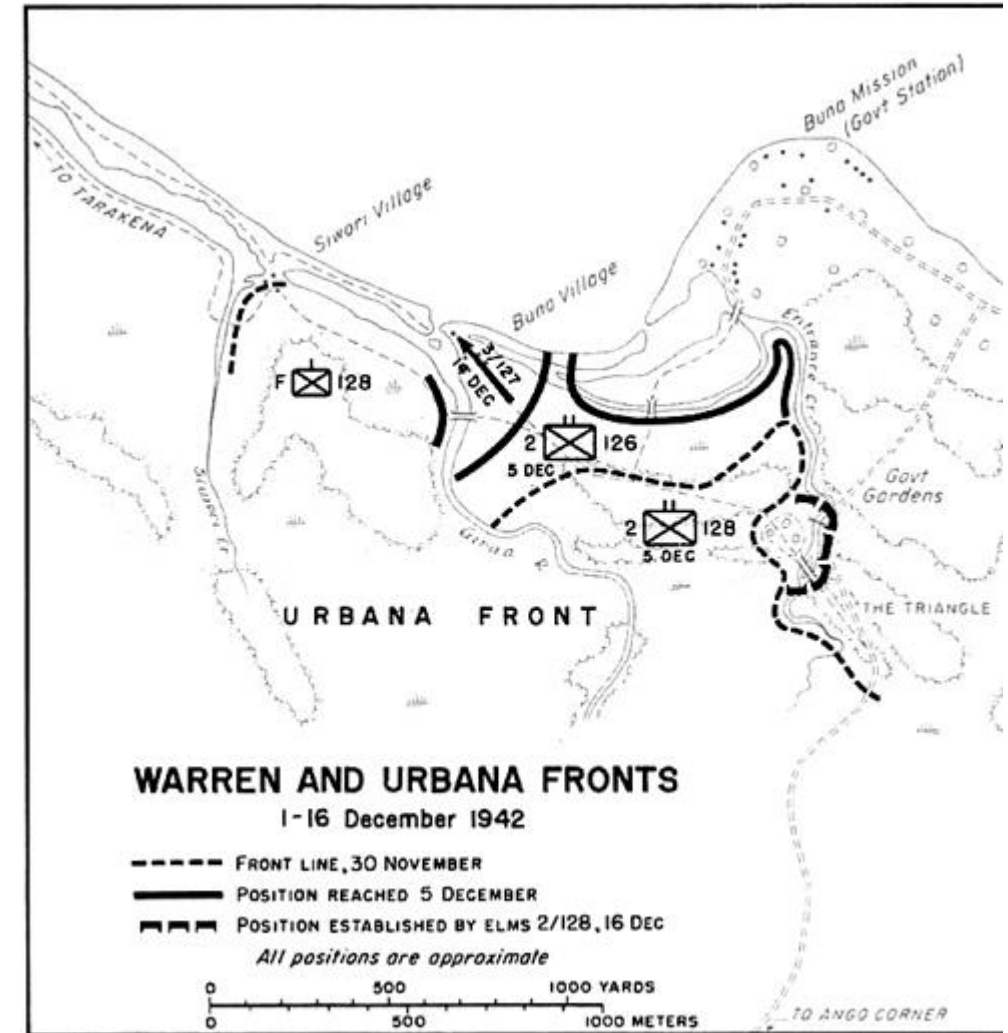 Buna Mission
(Govt Station)
TO TARAKENA
Siwori Village
Buna Village
Entrance Cr
3/127
14 DEC
F 128
2 126
5 DEC
Govt
Gardens
2 128
5 DEC
Siwori Cr
Girua R
THE TRIANGLE
URBANA FRONT
WARREN AND URBANA FRONTS
1-16 December 1942
FRONT LINE, 30 NOVEMBER
POSITION REACHED 5 DECEMBER
POSITION ESTABLISHED BY ELMS 2/128, 16 DEC
All positions are approximate
0 500 1000 YARDS
0 500 1000 METERS
TO ANGO CORNER